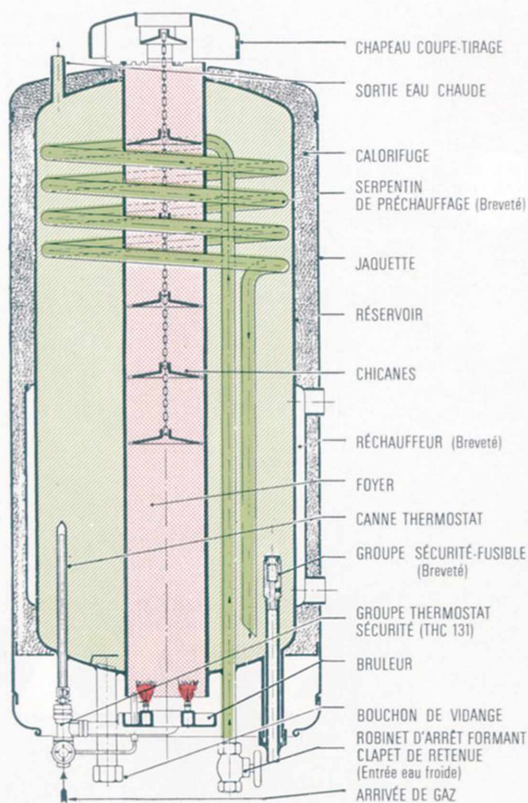 CHAPEAU COUPE-TIRAGE
SORTIE EAU CHAUDE
CALORIFUGE
SERPENTIN
DE PRÉCHAUFFAGE (Breveté)
JAQUETTE
RÉSERVOIR
CHICANES
RÉCHAUFFEUR (Breveté)
FOYER
CANNE THERMOSTAT
GROUPE SÉCURITÉ-FUSIBLE
(Breveté)
GROUPE THERMOSTAT
SÉCURITÉ (THC 131)
BRULEUR
BOUCHON DE VIDANGE
ROBINET D'ARRÊT FORMANT
CLAPET DE RETENUE
(Entrée eau froide)
ARRIVÉE DE GAZ